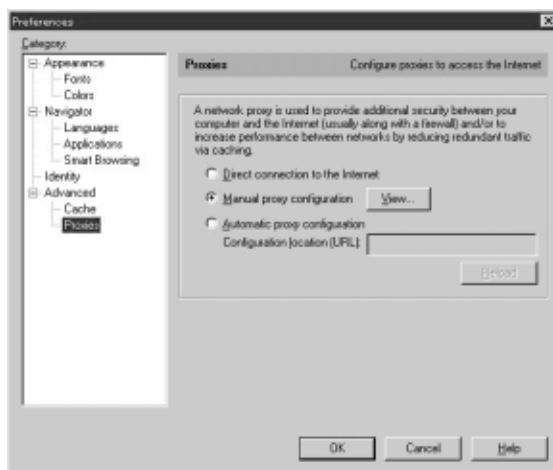 Preferences
Category:
Appearance
Fonts
Colors
Navigator
Languages
Applications
Smart Browsing
Identity
Advanced
Cache
Proxies
Proxies Configure proxies to access the Internet
A network proxy is used to provide additional security between your
computer and the Internet (usually along with a firewall) and/or to
increase performance between networks by reducing redundant traffic
via caching.
Direct connection to the Internet
Manual proxy configuration View...
Automatic proxy configuration
Configuration location (URL):
Reload
OK Cancel Help